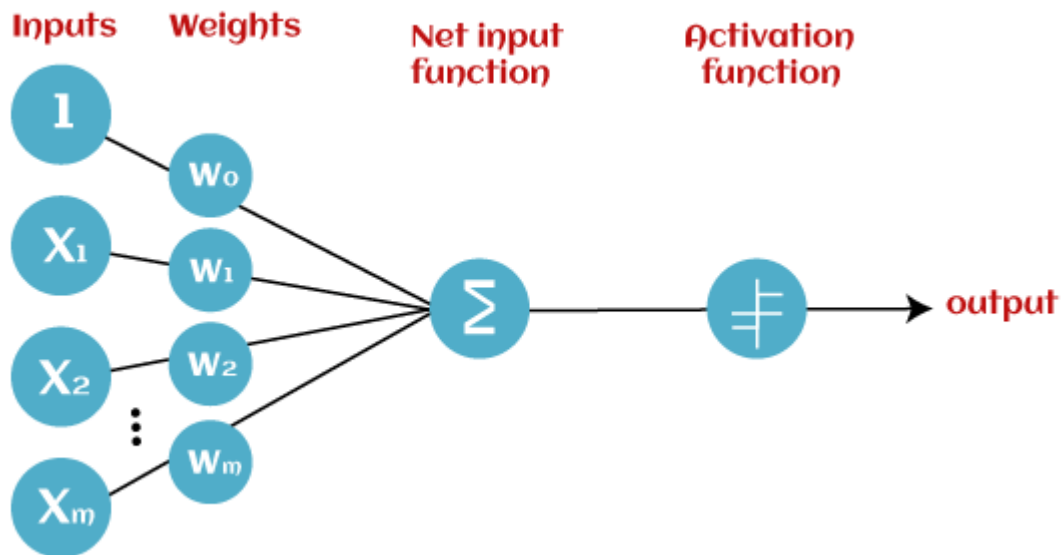 Inputs
Weights
Net input
function
Activation
function
1
W₀
X₁
W₁
Σ
output
X₂
W₂
Xₘ
Wₘ